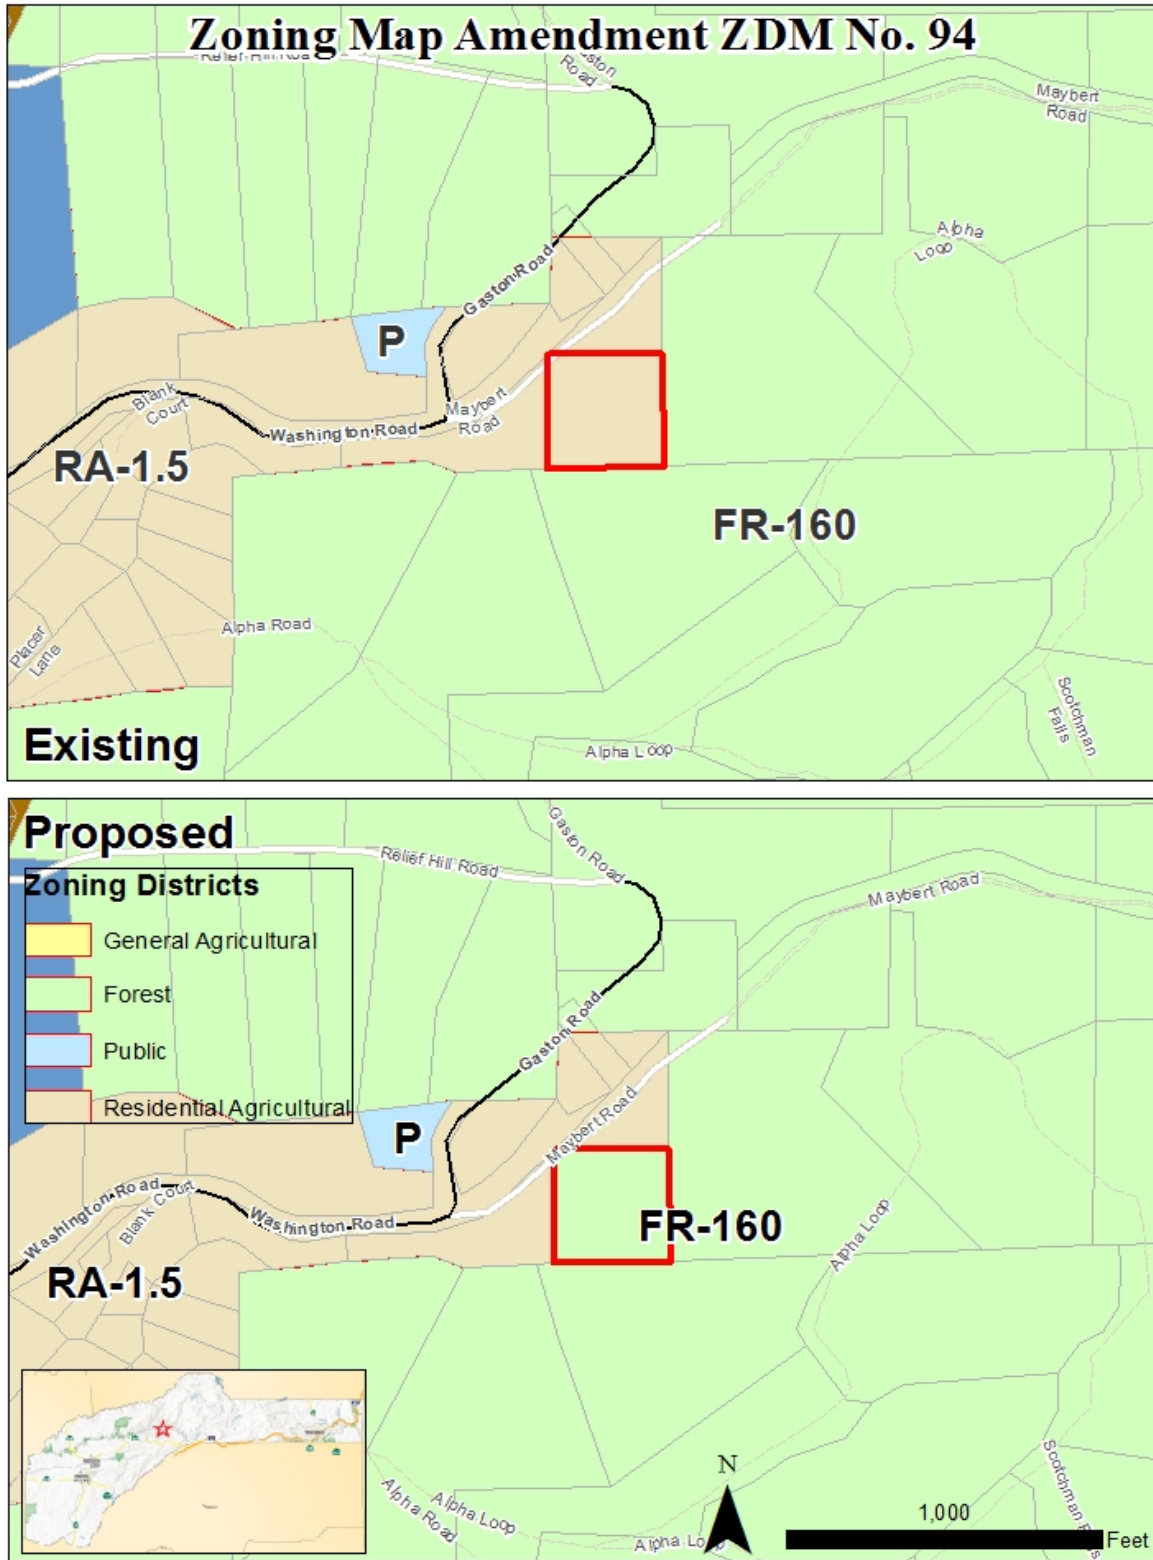 Zoning Map Amendment ZDM No. 94
Relief Hill Road
Gaston
Road
Maybert
Road
Alpha
Loop
Gaston Road
P
Blank
Court
Maybert
Road
Washington Road
RA-1.5
FR-160
Placer
Lane
Alpha Road
Scotchman
Falls
Existing
Alpha Loop
Proposed
Gaston Road
Relief Hill Road
Maybert Road
Zoning Districts
General Agricultural
Forest
Public
Residential Agricultural
Gaston Road
Maybert Road
P
Washington Road
Blank Court
Washington Road
FR-160
Alpha Loop
RA-1.5
N
Scotchman Falls
Alpha Road
Alpha Loop
Alpha Loop
1,000
Feet